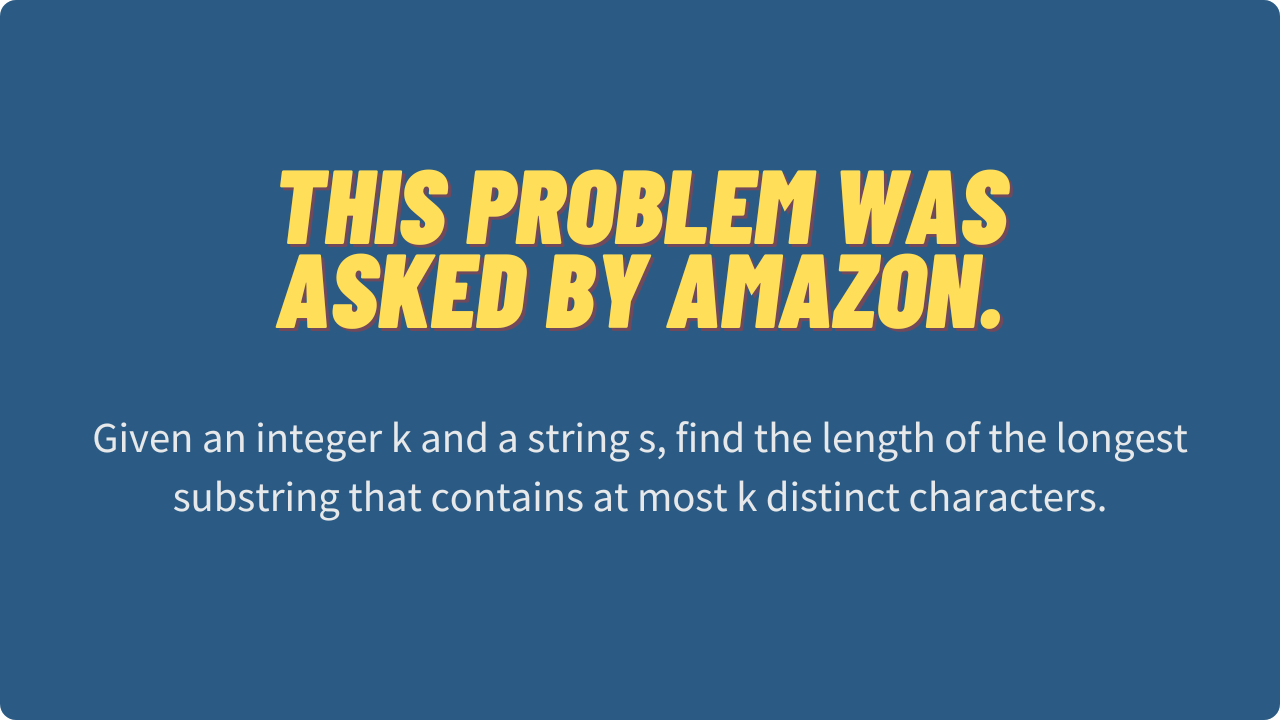 THIS PROBLEM WAS
ASKED BY AMAZON.
Given an integer k and a string s, find the length of the longest
substring that contains at most k distinct characters.